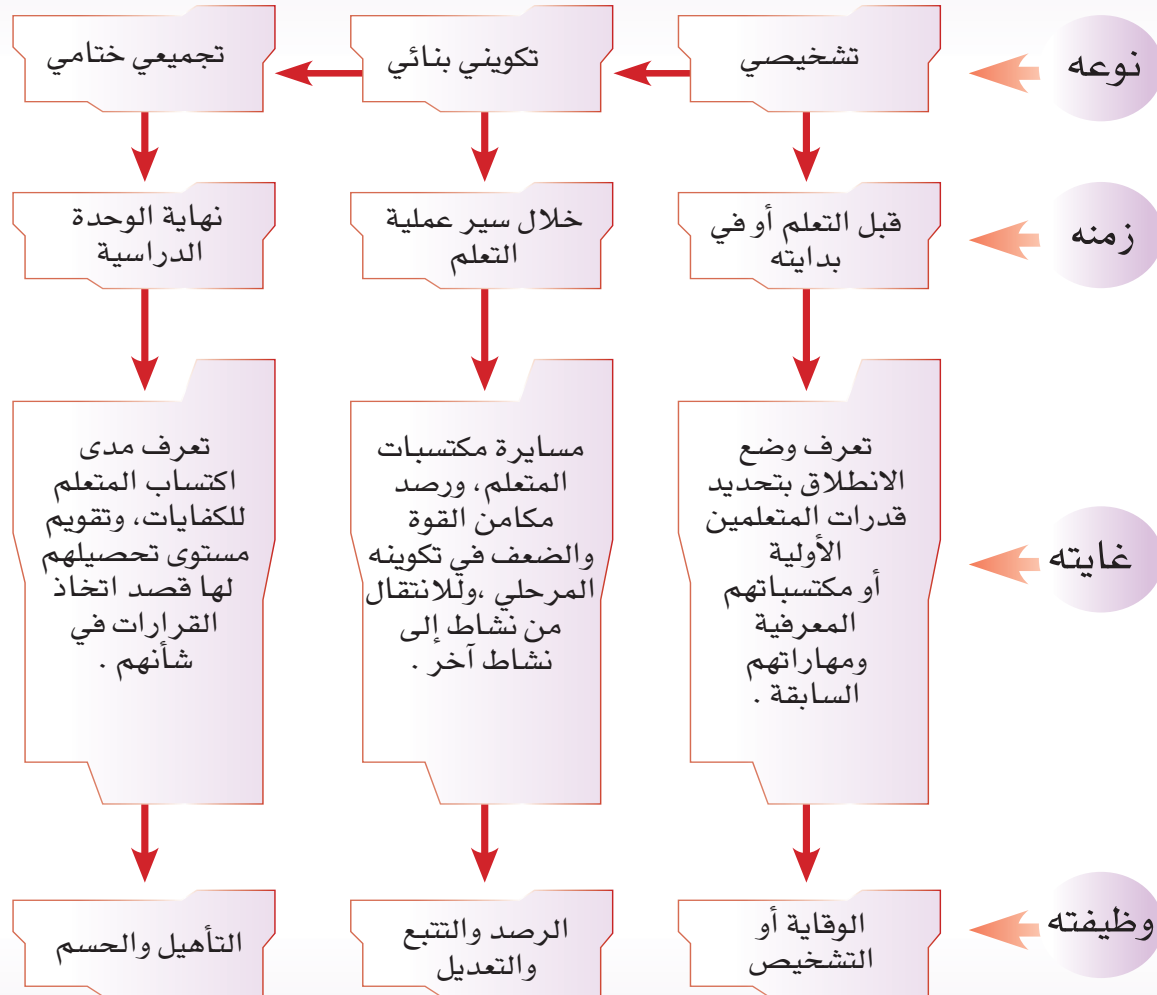 نوعه
تشخيصي
تكويني بنائي
تجميعي ختامي
زمنه
قبل التعلم أو في
بدايته
خلال سير عملية
التعلم
نهاية الوحدة
الدراسية
غايته
تعرف وضع
الانطلاق بتحديد
قدرات المتعلمين
الأولية
أو مكتسباتهم
المعرفية
ومهاراتهم
السابقة .
مسايرة مكتسبات
المتعلم، ورصد
مكامن القوة
والضعف في تكوينه
المرحلي ،وللانتقال
من نشاط إلى
نشاط آخر .
تعرف مدى
اكتساب المتعلم
للكفايات، وتقويم
مستوى تحصيلهم
لها قصد اتخاذ
القرارات في
شأنهم .
وظيفته
الوقاية أو
التشخيص
الرصد والتتبع
والتعديل
التأهيل والحسم